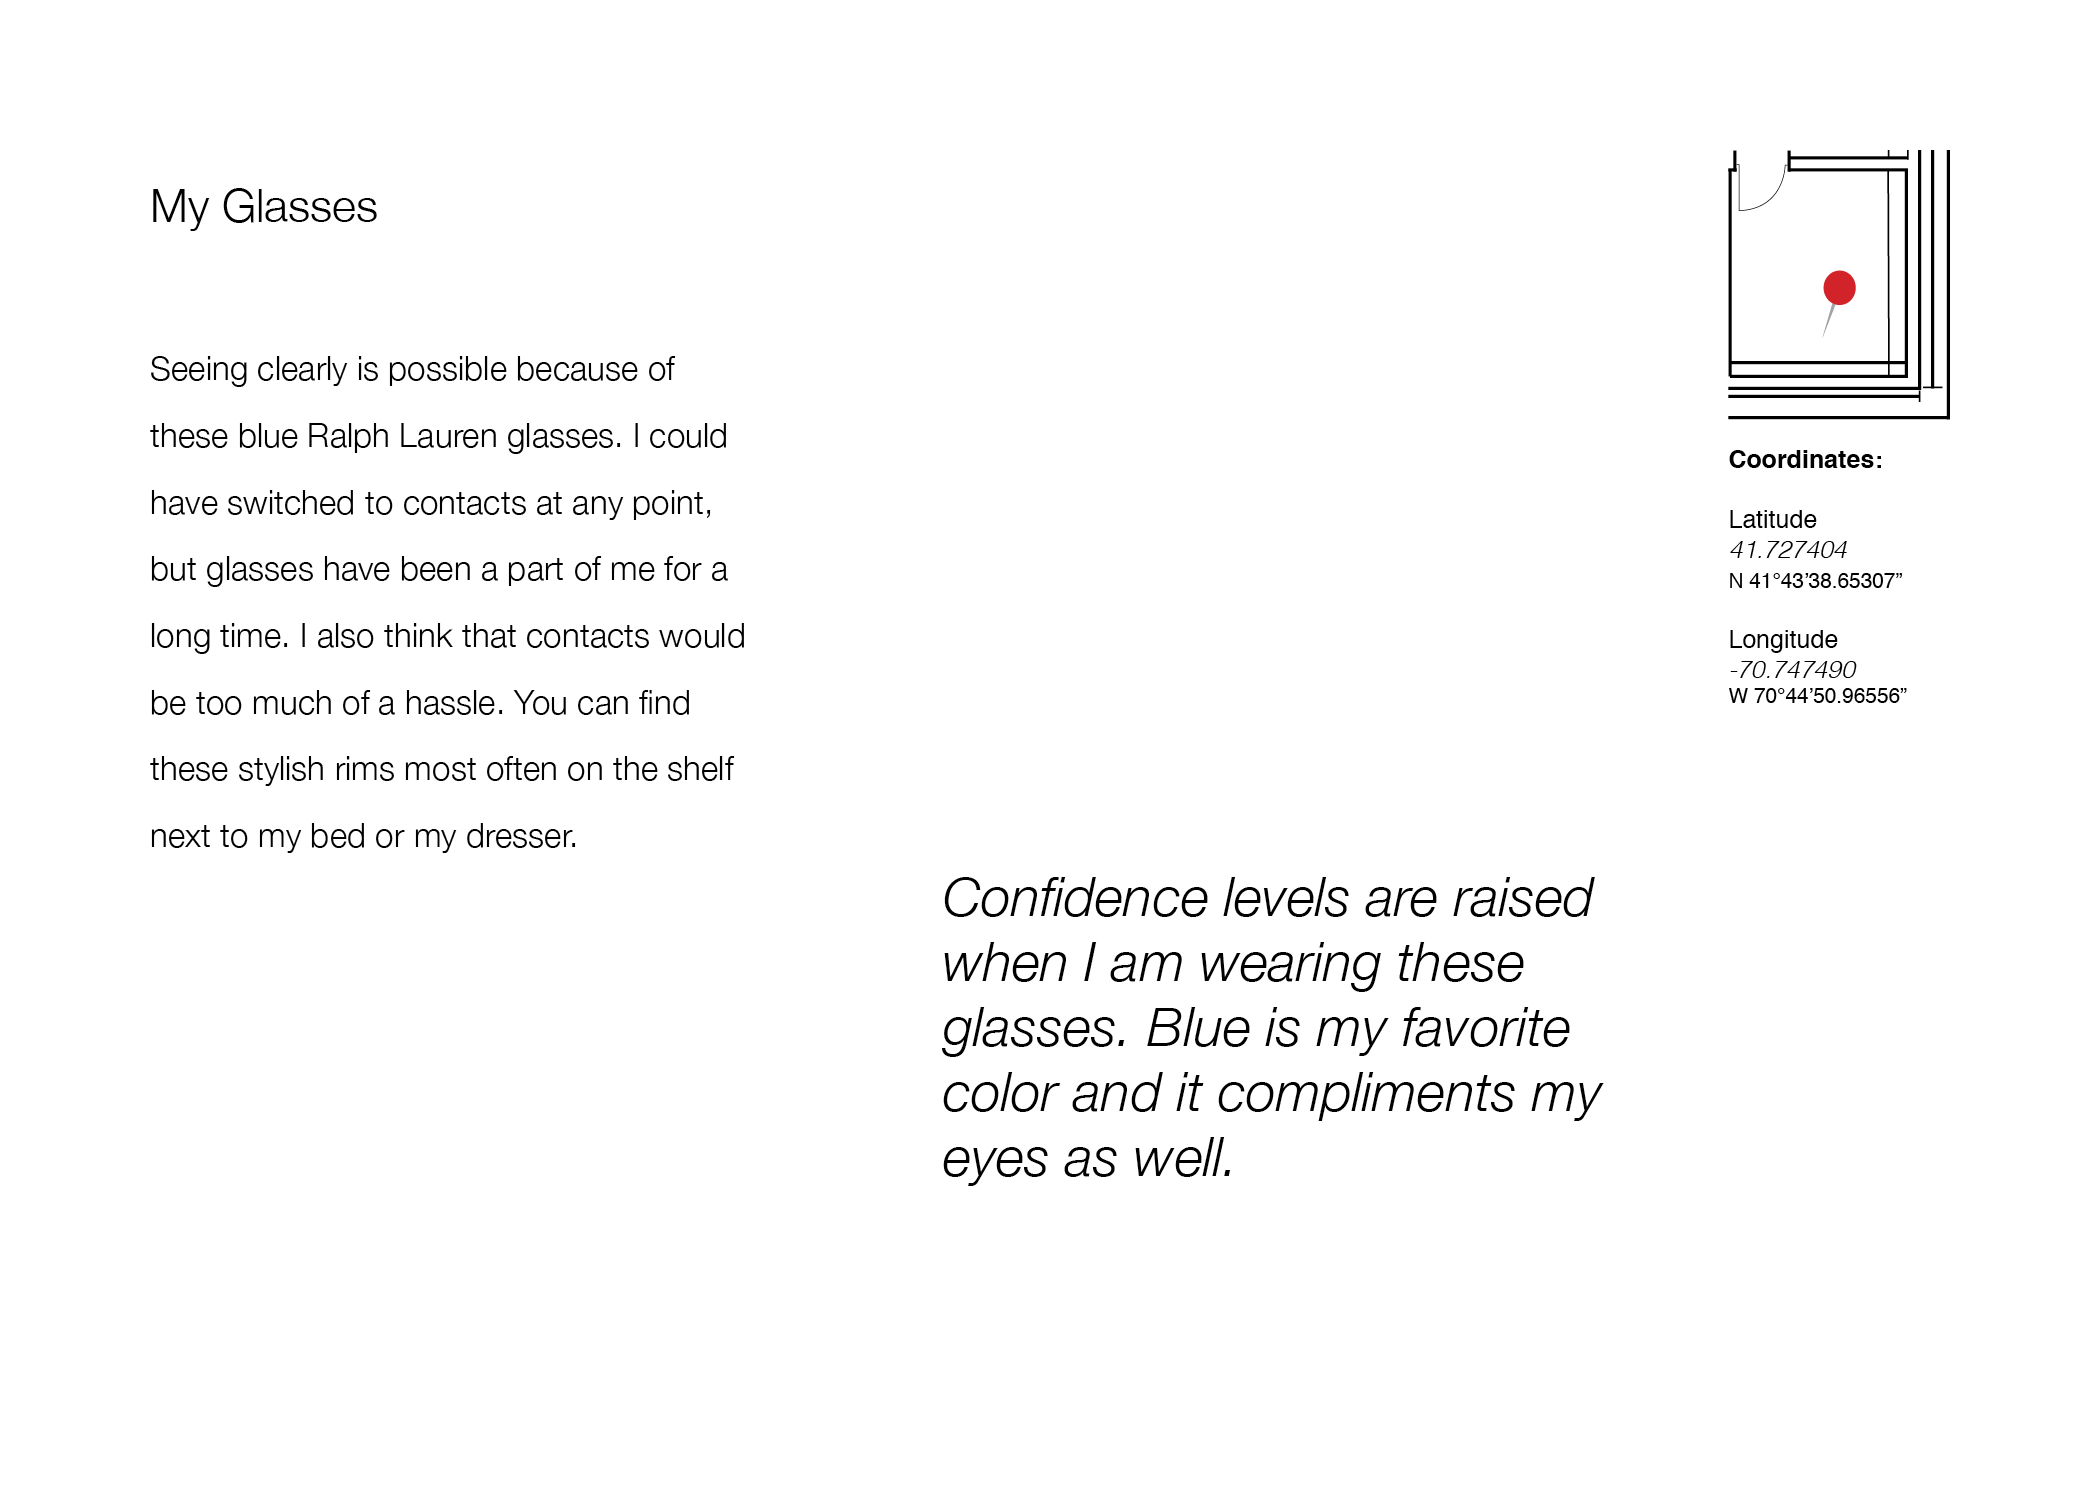 My Glasses
Seeing clearly is possible because of
these blue Ralph Lauren glasses. I could
have switched to contacts at any point,
but glasses have been a part of me for a
long time. I also think that contacts would
be too much of a hassle. You can find
these stylish rims most often on the shelf
next to my bed or my dresser.
Confidence levels are raised
when I am wearing these
glasses. Blue is my favorite
color and it compliments my
eyes as well.
Coordinates:
Latitude
41.727404
N 41°43’38.65307”
Longitude
-70.747490
W 70°44’50.96556”